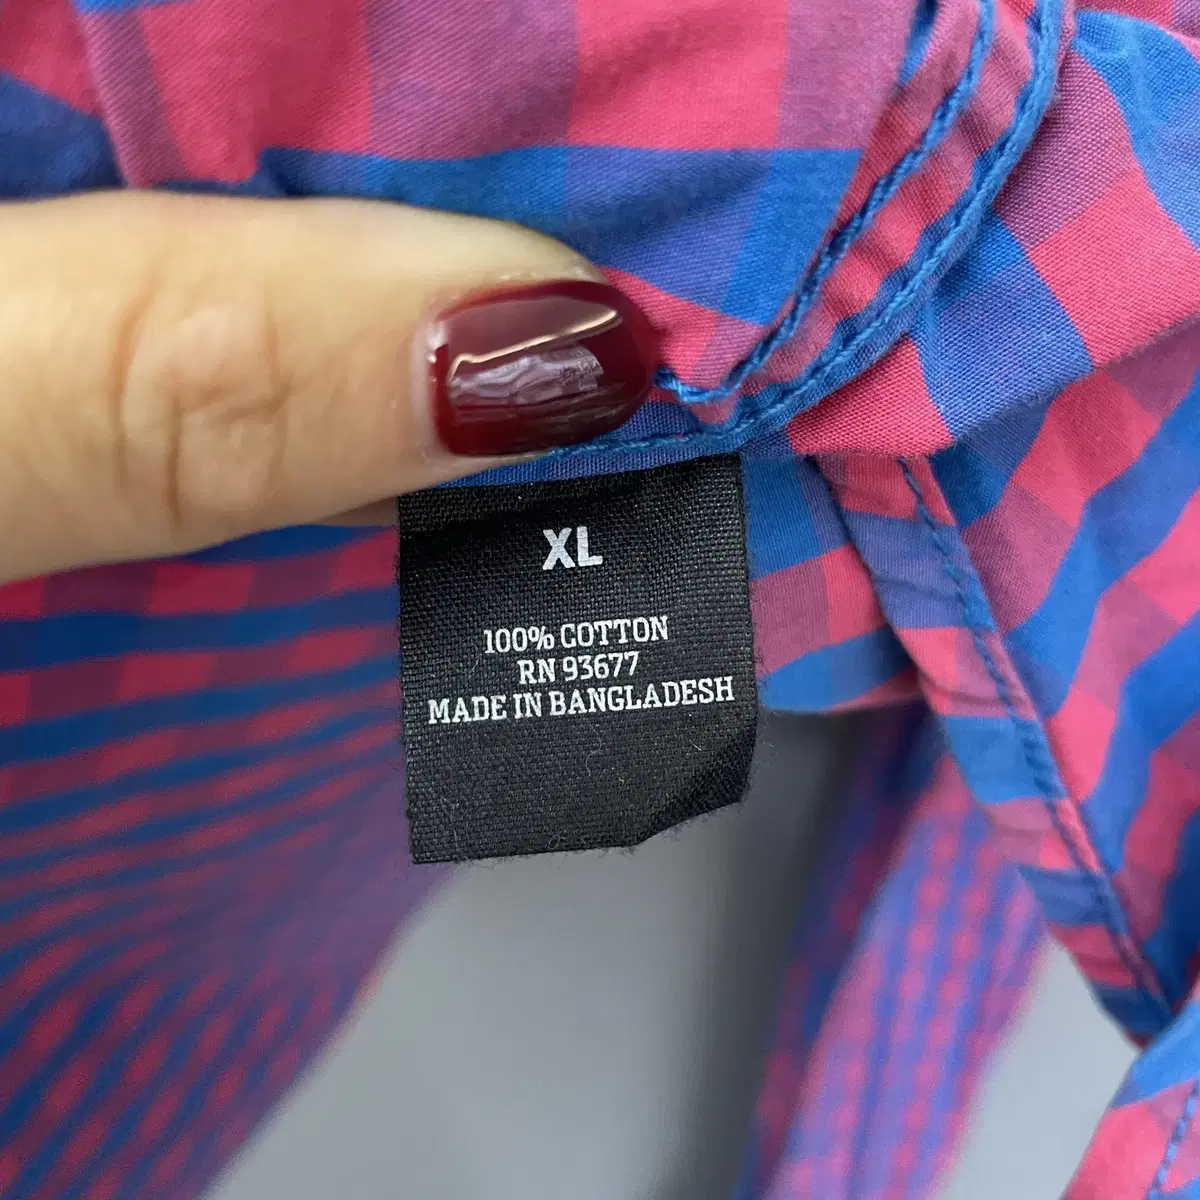 XL
100% COTTON
RN 93677
MADE IN BANGLADESH